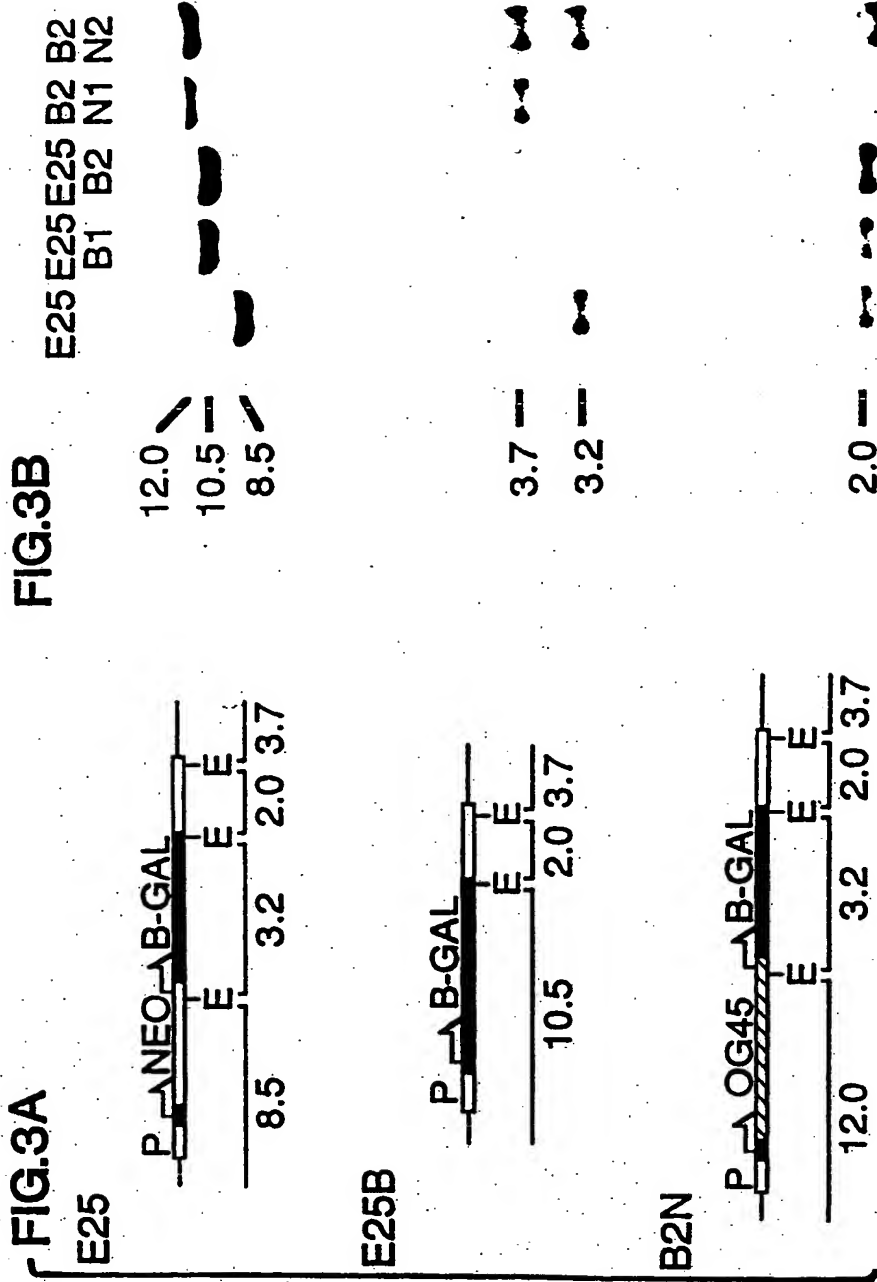 FIG.3A
E25
P NEO B-GAL
E E
8.5 3.2 2.0 3.7
E25B
P B-GAL
E E
10.5 2.0 3.7
B2N
P OG45 B-GAL
E E E
12.0 3.2 2.0 3.7
FIG.3B
E25 E25 E25 B2 B2
B1 B2 N1 N2
12.0
10.5
8.5
3.7
3.2
2.0